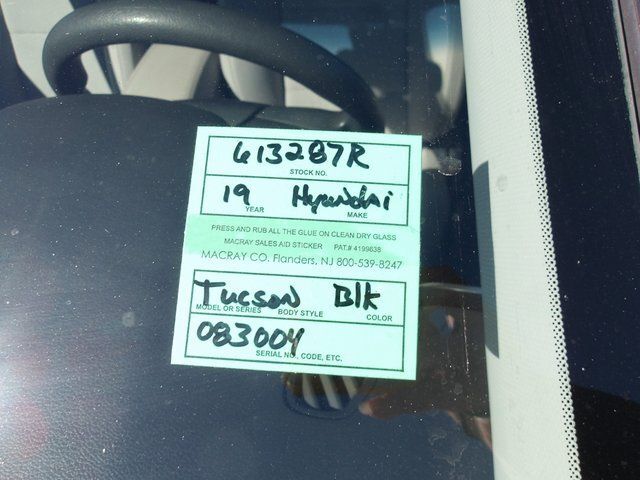 613287R
STOCK NO.
19 Hyundai
YEAR MAKE
PRESS AND RUB ALL THE GLUE ON CLEAN DRY GLASS
MACRAY SALES AID STICKER PAT.# 4199638
MACRAY CO. Flanders, NJ 800-539-8247
Tucson Blk
MODEL OR SERIES BODY STYLE COLOR
083004
SERIAL NO., CODE, ETC.